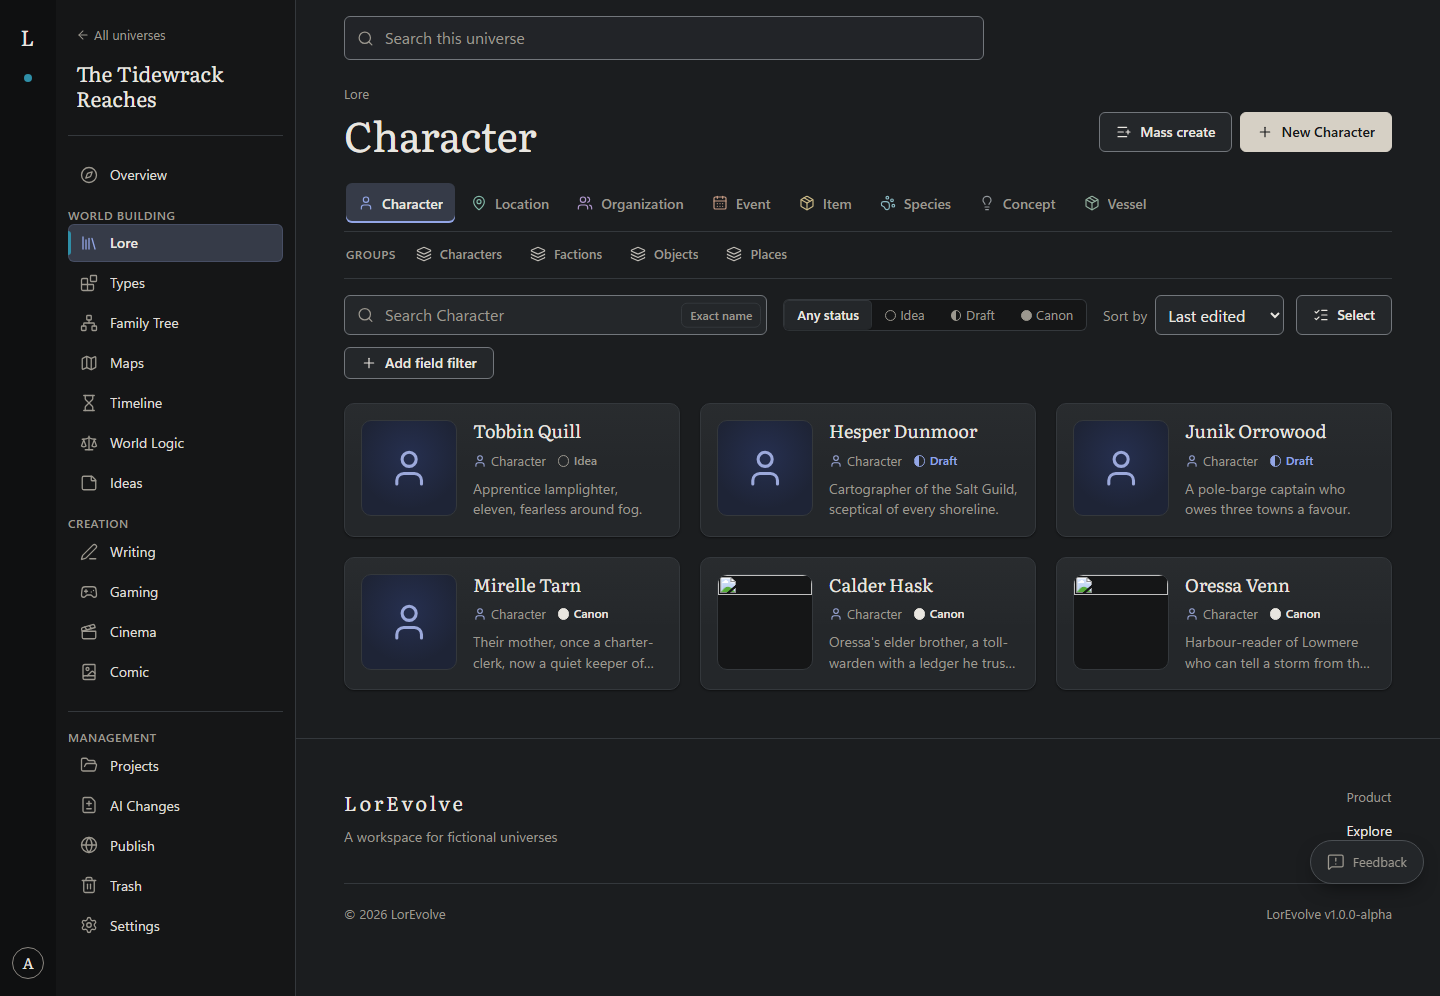 L
All universes
The Tidewrack
Reaches
Overview
WORLD BUILDING
Lore
Types
Family Tree
Maps
Timeline
World Logic
Ideas
CREATION
Writing
Gaming
Cinema
Comic
MANAGEMENT
Projects
AI Changes
Publish
Trash
Settings
A
Search this universe
Lore
Character
Mass create
New Character
Character Location Organization Event Item Species Concept Vessel
GROUPS Characters Factions Objects Places
Search Character Exact name Any status Idea Draft Canon Sort by Last edited Select
Add field filter
Tobbin Quill
Character Idea
Apprentice lamplighter,
eleven, fearless around fog.
Hesper Dunmoor
Character Draft
Cartographer of the Salt Guild,
sceptical of every shoreline.
Junik Orrowood
Character Draft
A pole-barge captain who
owes three towns a favour.
Mirelle Tarn
Character Canon
Their mother, once a charter-
clerk, now a quiet keeper of...
Calder Hask
Character Canon
Oressa's elder brother, a toll-
warden with a ledger he trus...
Oressa Venn
Character Canon
Harbour-reader of Lowmere
who can tell a storm from th...
LorEvolve
A workspace for fictional universes
Product
Explore
Feedback
© 2026 LorEvolve
LorEvolve v1.0.0-alpha